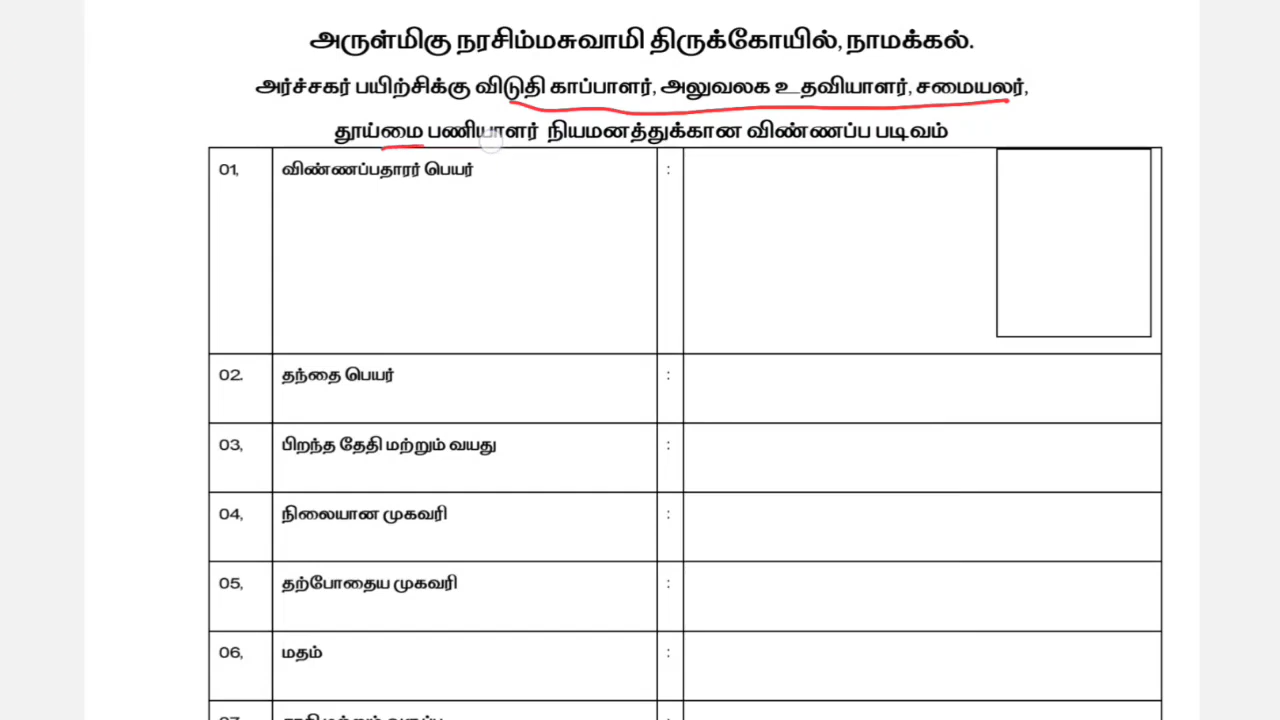 அருள்மிகு நரசிம்மசுவாமி திருக்கோயில், நாமக்கல்.
அர்ச்சகர் பயிற்சிக்கு விடுதி காப்பாளர், அலுவலக உதவியாளர், சமையலர்,
தூய்மை பணியாளர் நியமனத்துக்கான விண்ணப்ப படிவம்
01, விண்ணப்பதாரர் பெயர் :
02. தந்தை பெயர் :
03, பிறந்த தேதி மற்றும் வயது :
04, நிலையான முகவரி :
05, தற்போதைய முகவரி :
06, மதம் :